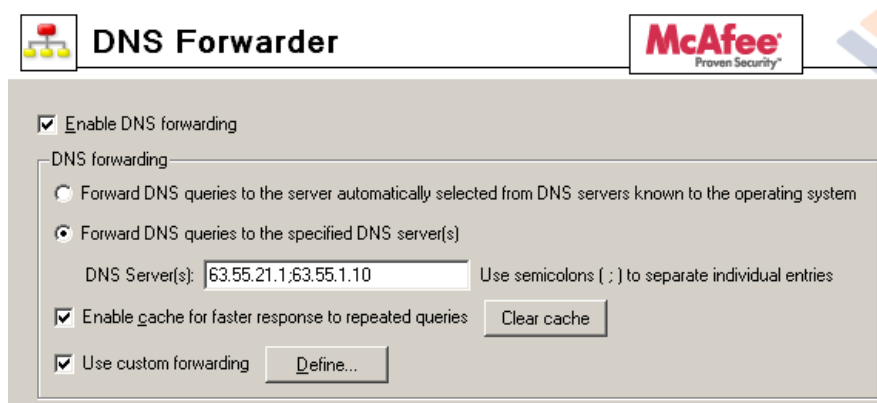 DNS Forwarder
McAfee®
Proven Security™
Enable DNS forwarding
DNS forwarding
Forward DNS queries to the server automatically selected from DNS servers known to the operating system
Forward DNS queries to the specified DNS server(s)
DNS Server(s): 63.55.21.1;63.55.1.10 Use semicolons ( ; ) to separate individual entries
Enable cache for faster response to repeated queries Clear cache
Use custom forwarding Define...